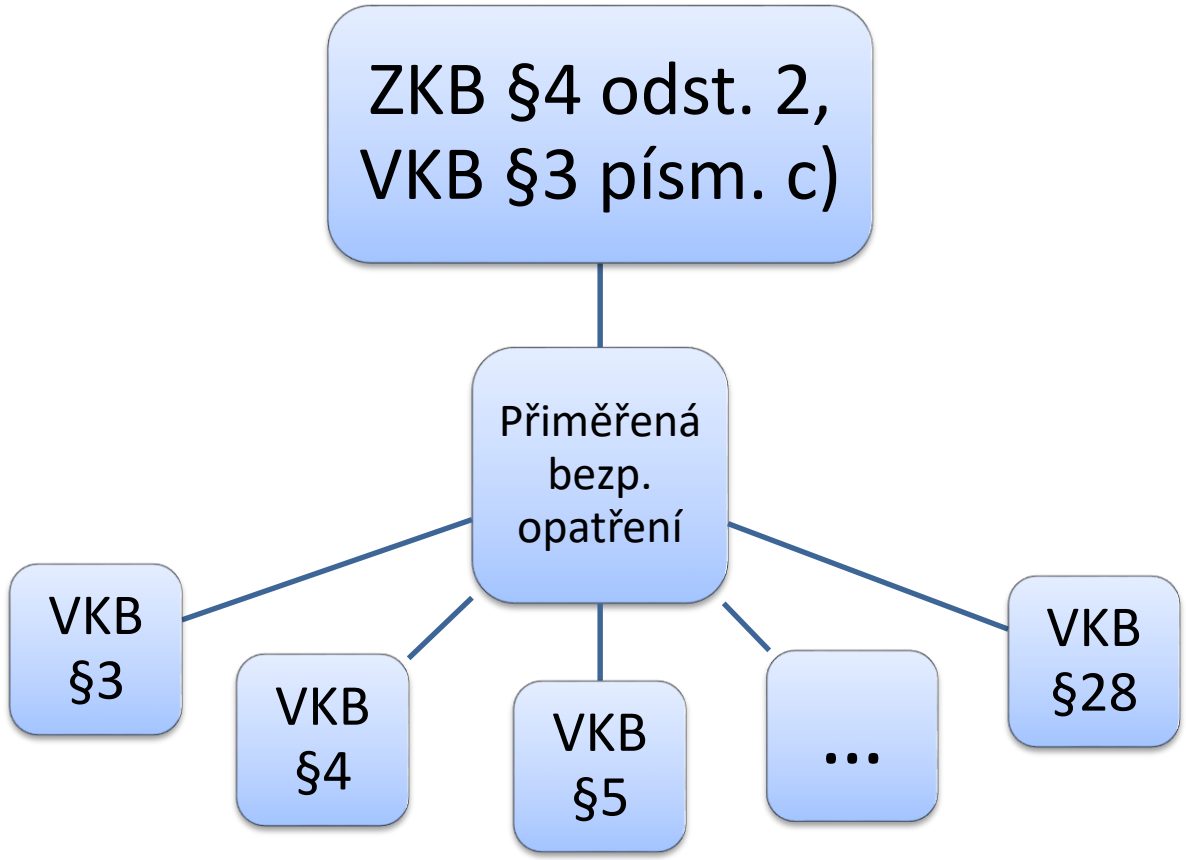 ZKB §4 odst. 2,
VKB §3 písm. c)
Přiměřená
bezp.
opatření
VKB
§3
VKB
§4
VKB
§5
...
VKB
§28